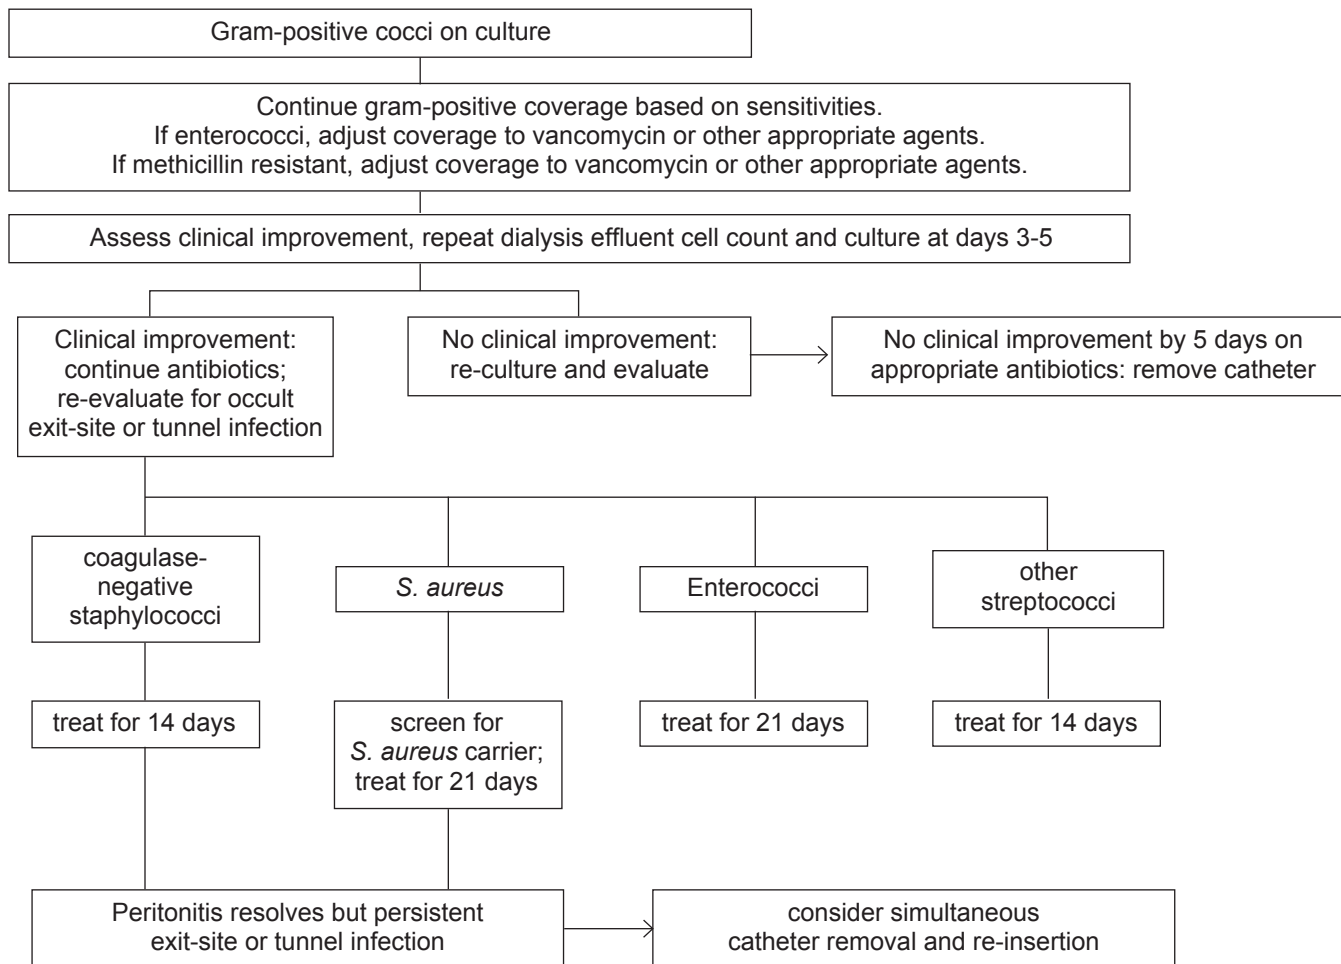 Gram-positive cocci on culture
Continue gram-positive coverage based on sensitivities.
If enterococci, adjust coverage to vancomycin or other appropriate agents.
If methicillin resistant, adjust coverage to vancomycin or other appropriate agents.
Assess clinical improvement, repeat dialysis effluent cell count and culture at days 3-5
Clinical improvement:
continue antibiotics;
re-evaluate for occult
exit-site or tunnel infection
No clinical improvement:
re-culture and evaluate
No clinical improvement by 5 days on
appropriate antibiotics: remove catheter
coagulase-
negative
staphylococci
S. aureus
Enterococci
other
streptococci
treat for 14 days
screen for
S. aureus carrier;
treat for 21 days
treat for 21 days
treat for 14 days
Peritonitis resolves but persistent
exit-site or tunnel infection
consider simultaneous
catheter removal and re-insertion